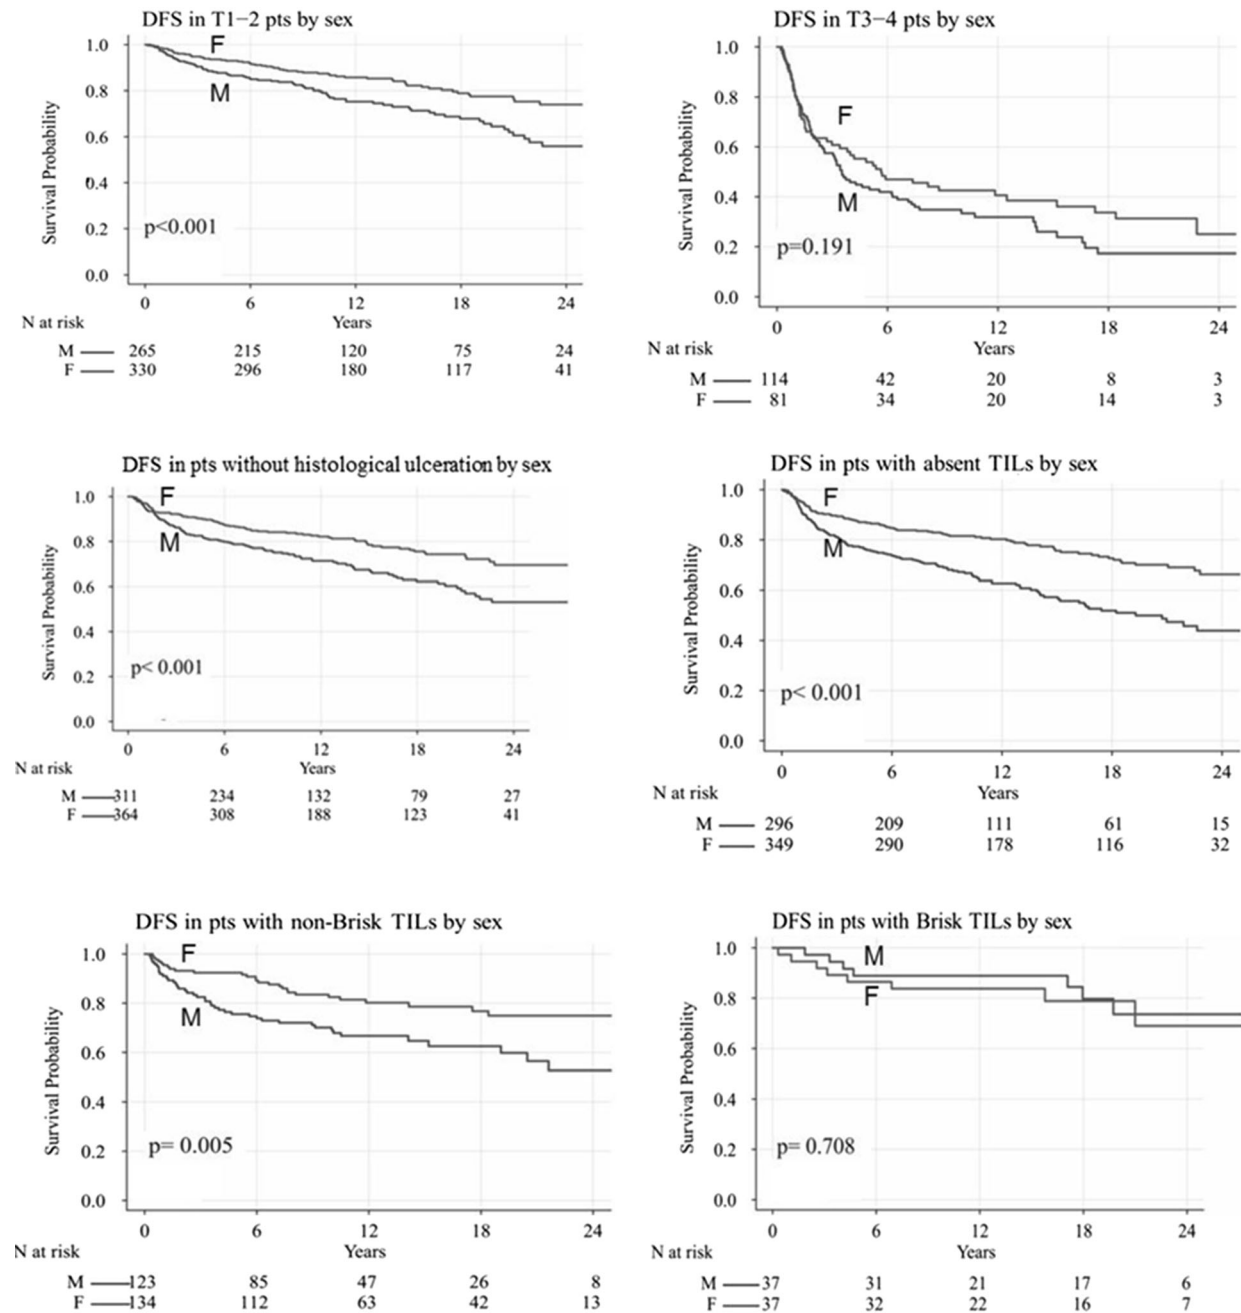 DFS in T1−2 pts by sex
1.0
0.8
0.6
0.4
0.2
0.0
Survival Probability
F
M
p<0.001
0 6 12 18 24
Years
N at risk
M 265 215 120 75 24
F 330 296 180 117 41
DFS in T3−4 pts by sex
1.0
0.8
0.6
0.4
0.2
0.0
Survival Probability
F
M
p=0.191
0 6 12 18 24
Years
N at risk
M 114 42 20 8 3
F 81 34 20 14 3
DFS in pts without histological ulceration by sex
1.0
0.8
0.6
0.4
0.2
0.0
Survival Probability
F
M
p< 0.001
0 6 12 18 24
Years
N at risk
M 311 234 132 79 27
F 364 308 188 123 41
DFS in pts with absent TILs by sex
1.0
0.8
0.6
0.4
0.2
0.0
Survival Probability
F
M
p< 0.001
0 6 12 18 24
Years
N at risk
M 296 209 111 61 15
F 349 290 178 116 32
DFS in pts with non-Brisk TILs by sex
1.0
0.8
0.6
0.4
0.2
0.0
Survival Probability
F
M
p= 0.005
0 6 12 18 24
Years
N at risk
M 123 85 47 26 8
F 134 112 63 42 13
DFS in pts with Brisk TILs by sex
1.0
0.8
0.6
0.4
0.2
0.0
Survival Probability
M
F
p= 0.708
0 6 12 18 24
Years
N at risk
M 37 31 21 17 6
F 37 32 22 16 7